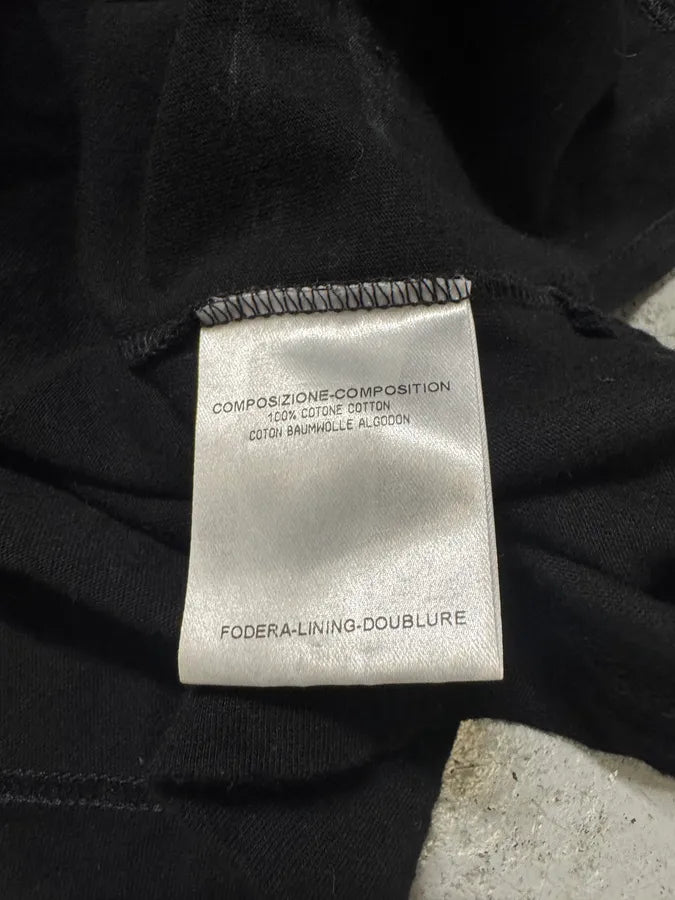 COMPOSIZIONE-COMPOSITION
100% COTONE COTTON
COTON BAUMWOLLE ALGODON
FODERA-LINING-DOUBLURE